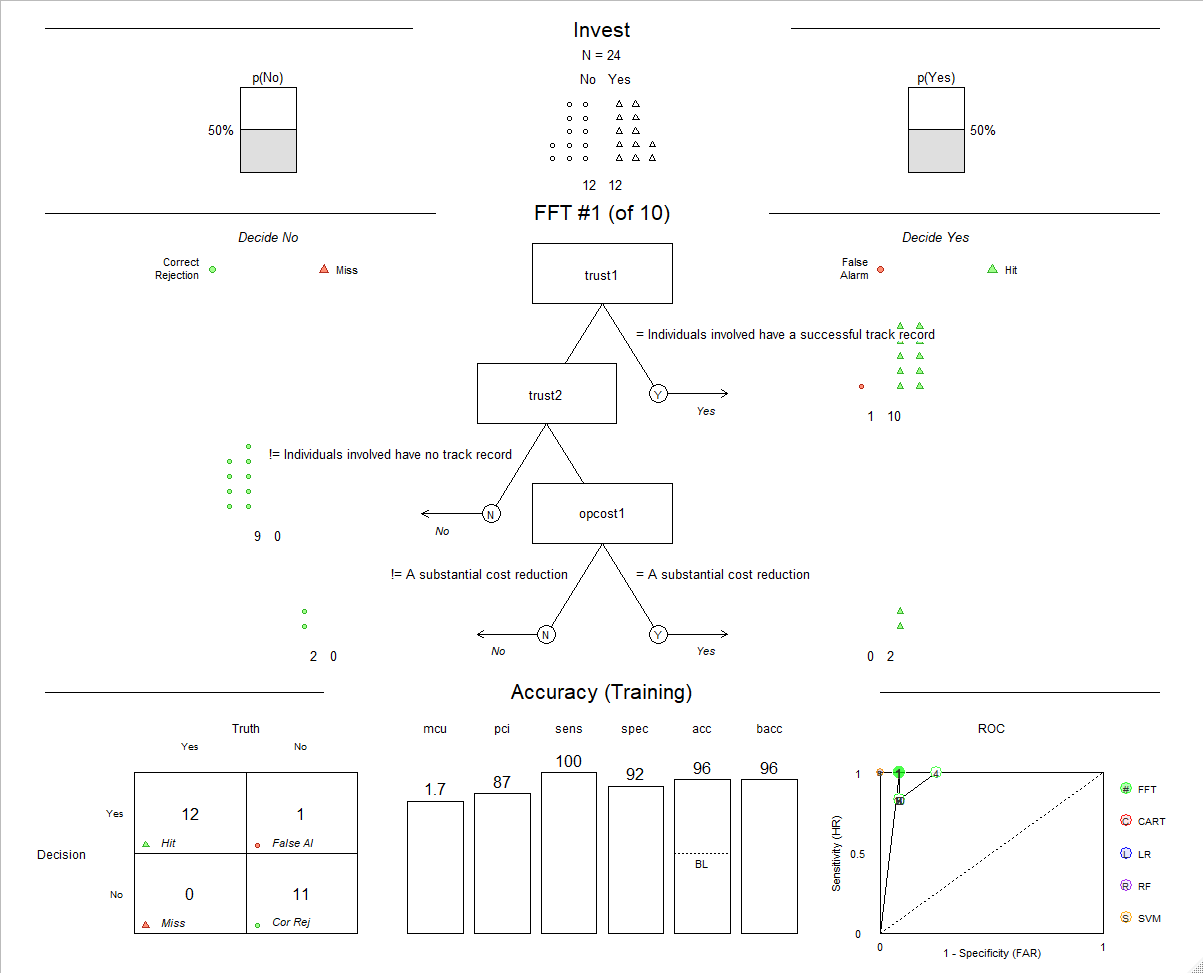 Invest
N = 24
No Yes
p(No)
p(Yes)
50%
50%
12 12
FFT #1 (of 10)
Decide No
Decide Yes
Correct
Rejection
Miss
False
Alarm
Hit
trust1
= Individuals involved have a successful track record
trust2
Y
Yes
1 10
!= Individuals involved have no track record
N
No
opcost1
9 0
!= A substantial cost reduction
= A substantial cost reduction
N
Y
No
Yes
2 0
0 2
Accuracy (Training)
Truth
Yes No
Decision
Yes
12
1
Hit
False Al
No
0
11
Miss
Cor Rej
mcu pci sens spec acc bacc
1.7 87 100 92 96 96
BL
ROC
1
0.5
0
Sensitivity (HR)
0 1
1 - Specificity (FAR)
1
4
# FFT
C CART
L LR
R RF
S SVM